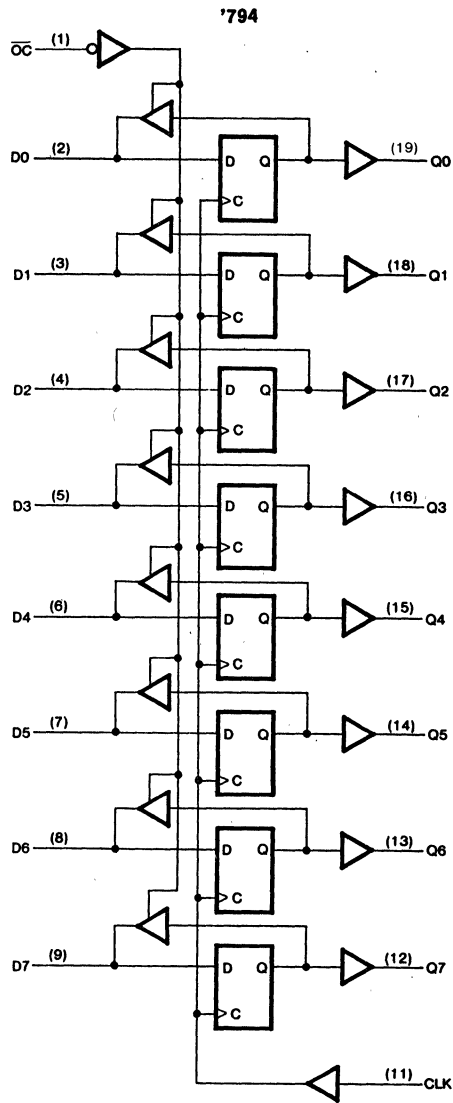 '794
OC (1)
D0 (2) D Q (19) Q0
C
D1 (3) D Q (18) Q1
C
D2 (4) D Q (17) Q2
C
D3 (5) D Q (16) Q3
C
D4 (6) D Q (15) Q4
C
D5 (7) D Q (14) Q5
C
D6 (8) D Q (13) Q6
C
D7 (9) D Q (12) Q7
C
(11) CLK